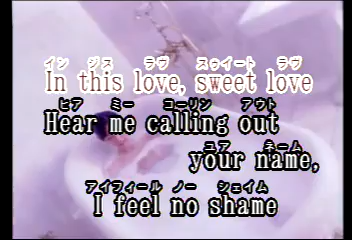 イン ジス ラヴ スゥイート ラヴ
In this love, sweet love
ヒア ミー コーリン アウト
Hear me calling out
ユア ネーム
your name,
アイフィール ノー シェイム
I feel no shame